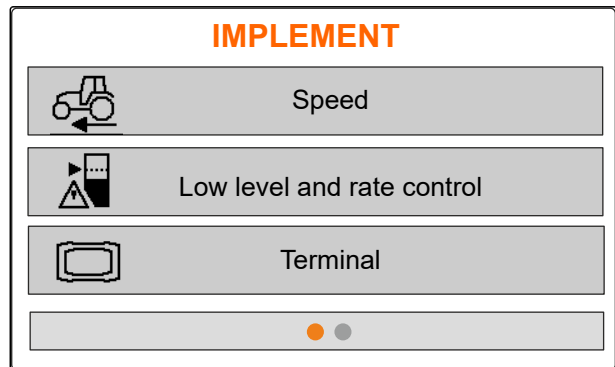 IMPLEMENT
Speed
Low level and rate control
Terminal